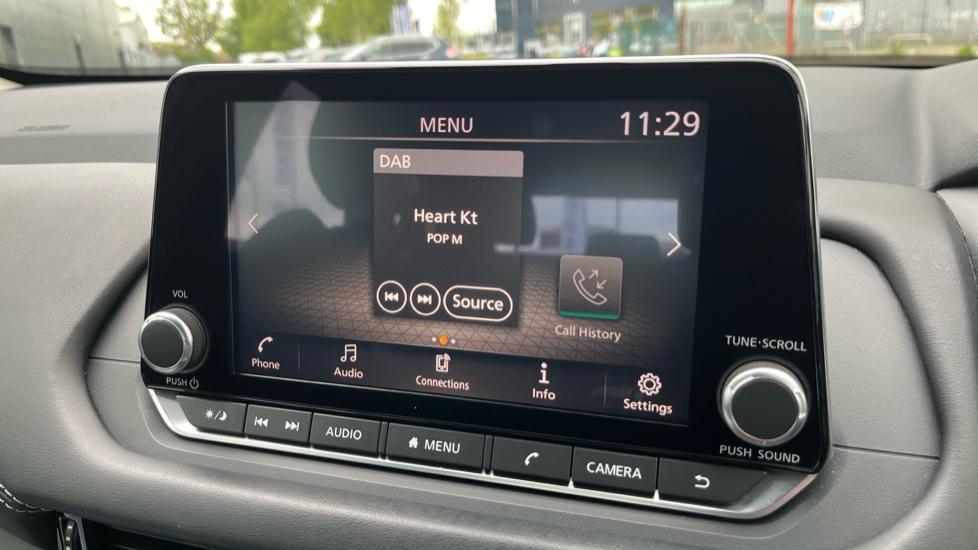 MENU
11:29
DAB
Heart Kt
POP M
Source
Call History
VOL
PUSH
TUNE·SCROLL
PUSH SOUND
Phone
Audio
Connections
Info
Settings
AUDIO
MENU
CAMERA